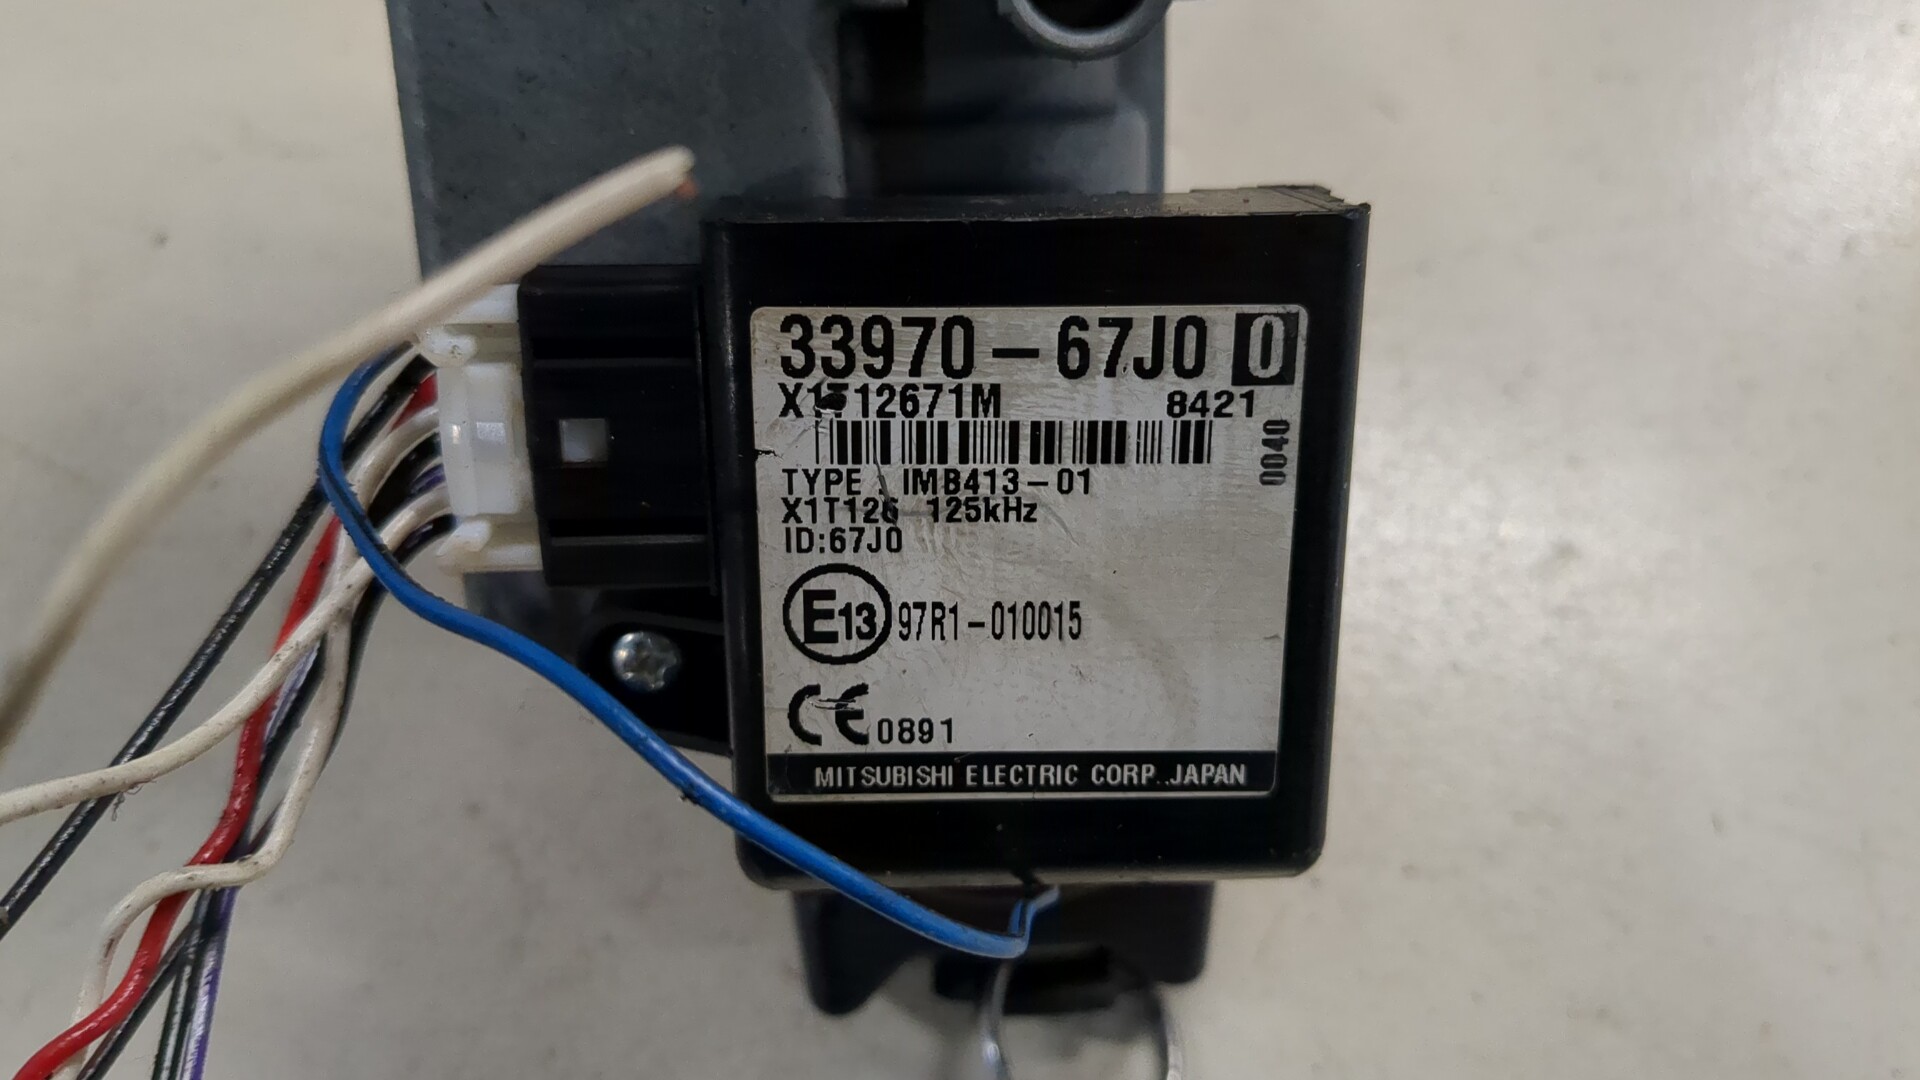 33970-67J0 0
X1T12671M 8421
0040
TYPE : IMB413-01
X1T126 125kHz
ID:67J0
E13 97R1-010015
CE 0891
MITSUBISHI ELECTRIC CORP. JAPAN